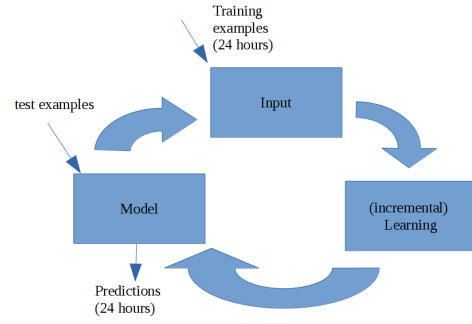 Training
examples
(24 hours)
Input
test examples
(incremental)
Learning
Model
Predictions
(24 hours)